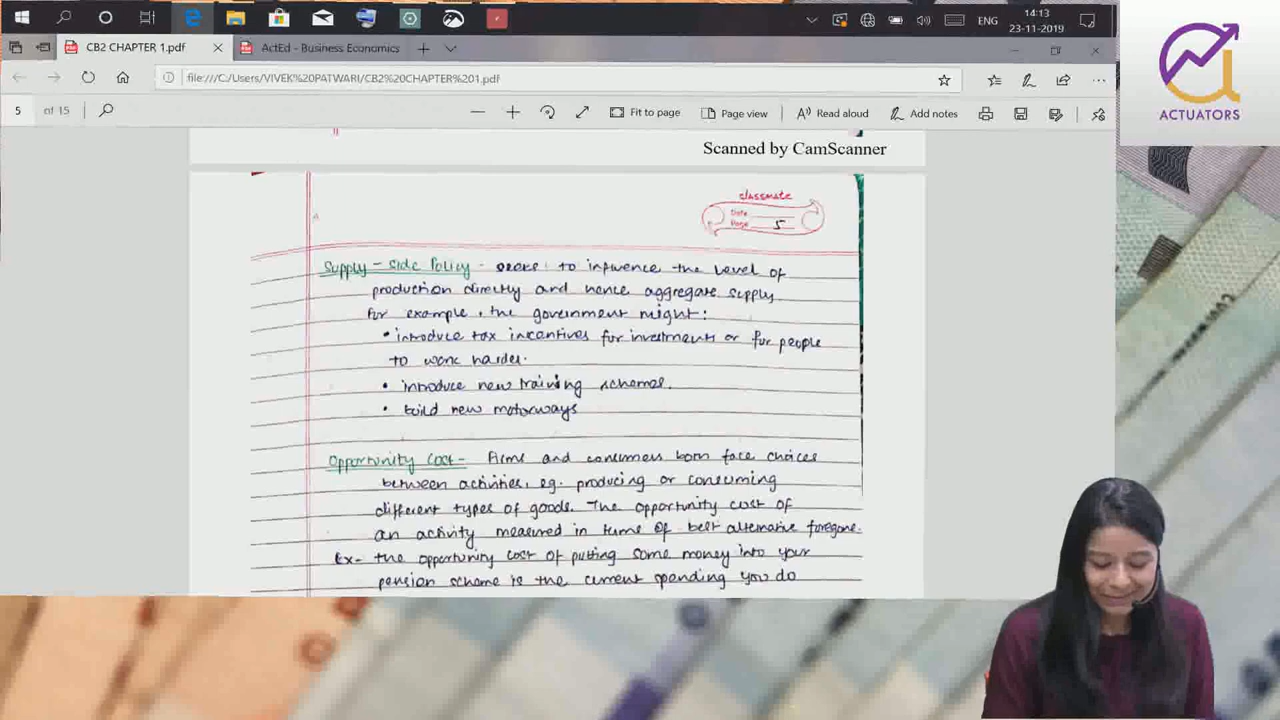 14:13
ENG
23-11-2019
CB2 CHAPTER 1.pdf
ActEd - Business Economics
file:///C:/Users/VIVEK%20PATWARI/CB2%20CHAPTER%201.pdf
5 of 15
Fit to page
Page view
Read aloud
Add notes
ACTUATORS
Scanned by CamScanner
classmate
Date
Page 5
Supply - Side Policy - seeks to influence the level of
production directly and hence aggregate supply
for example, the government might:
• introduce tax incentives for investments or for people
to work harder.
• introduce new training schemes.
• build new motorways
Opportunity Cost - Firms and consumers both face choices
between activities, eg. producing or consuming
different types of goods. The opportunity cost of
an activity measured in terms of best alternative foregone.
Ex- the opportunity cost of putting some money into your
pension scheme is the current spending you do